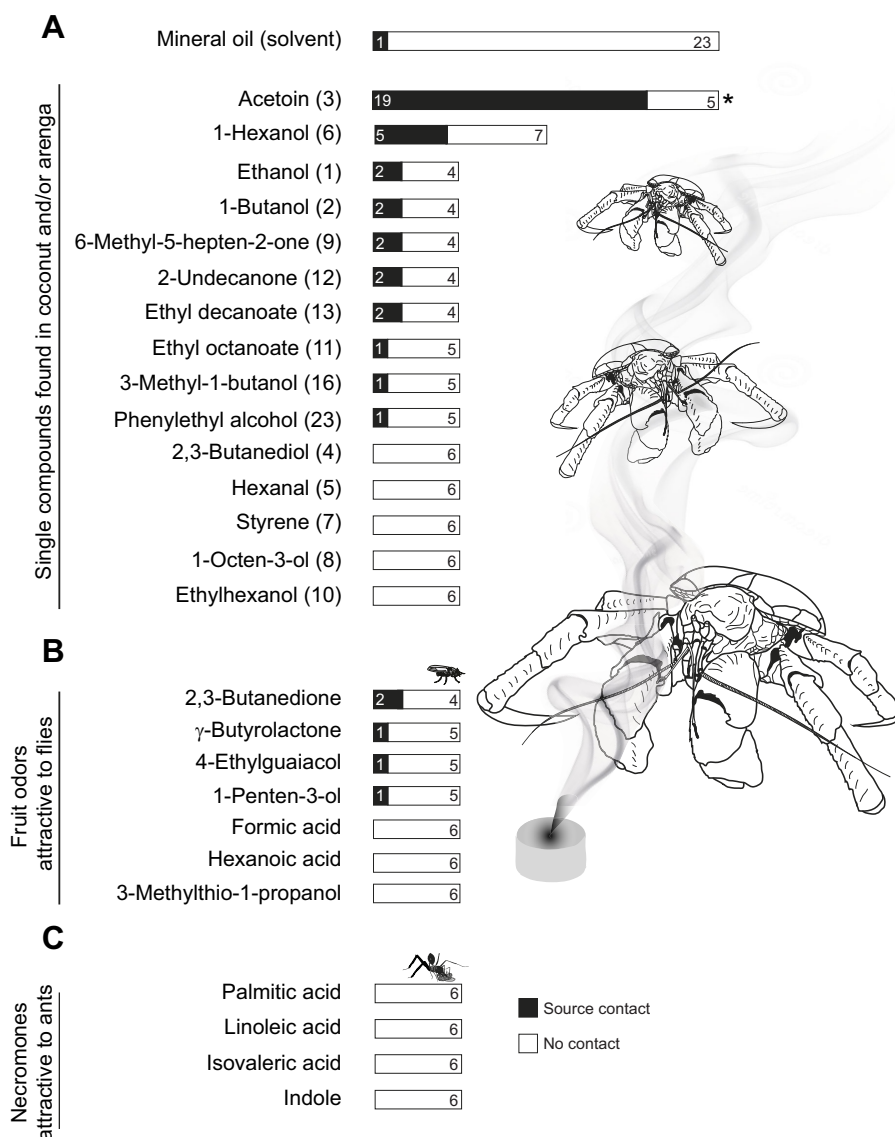 A
Mineral oil (solvent) 1 23
Single compounds found in coconut and/or arenga
Acetoin (3) 19 5 *
1-Hexanol (6) 5 7
Ethanol (1) 2 4
1-Butanol (2) 2 4
6-Methyl-5-hepten-2-one (9) 2 4
2-Undecanone (12) 2 4
Ethyl decanoate (13) 2 4
Ethyl octanoate (11) 1 5
3-Methyl-1-butanol (16) 1 5
Phenylethyl alcohol (23) 1 5
2,3-Butanediol (4) 6
Hexanal (5) 6
Styrene (7) 6
1-Octen-3-ol (8) 6
Ethylhexanol (10) 6
B
Fruit odors
attractive to flies
2,3-Butanedione 2 4
γ-Butyrolactone 1 5
4-Ethylguaiacol 1 5
1-Penten-3-ol 1 5
Formic acid 6
Hexanoic acid 6
3-Methylthio-1-propanol 6
C
Necromones
attractive to ants
Palmitic acid 6
Linoleic acid 6
Isovaleric acid 6
Indole 6
Source contact
No contact